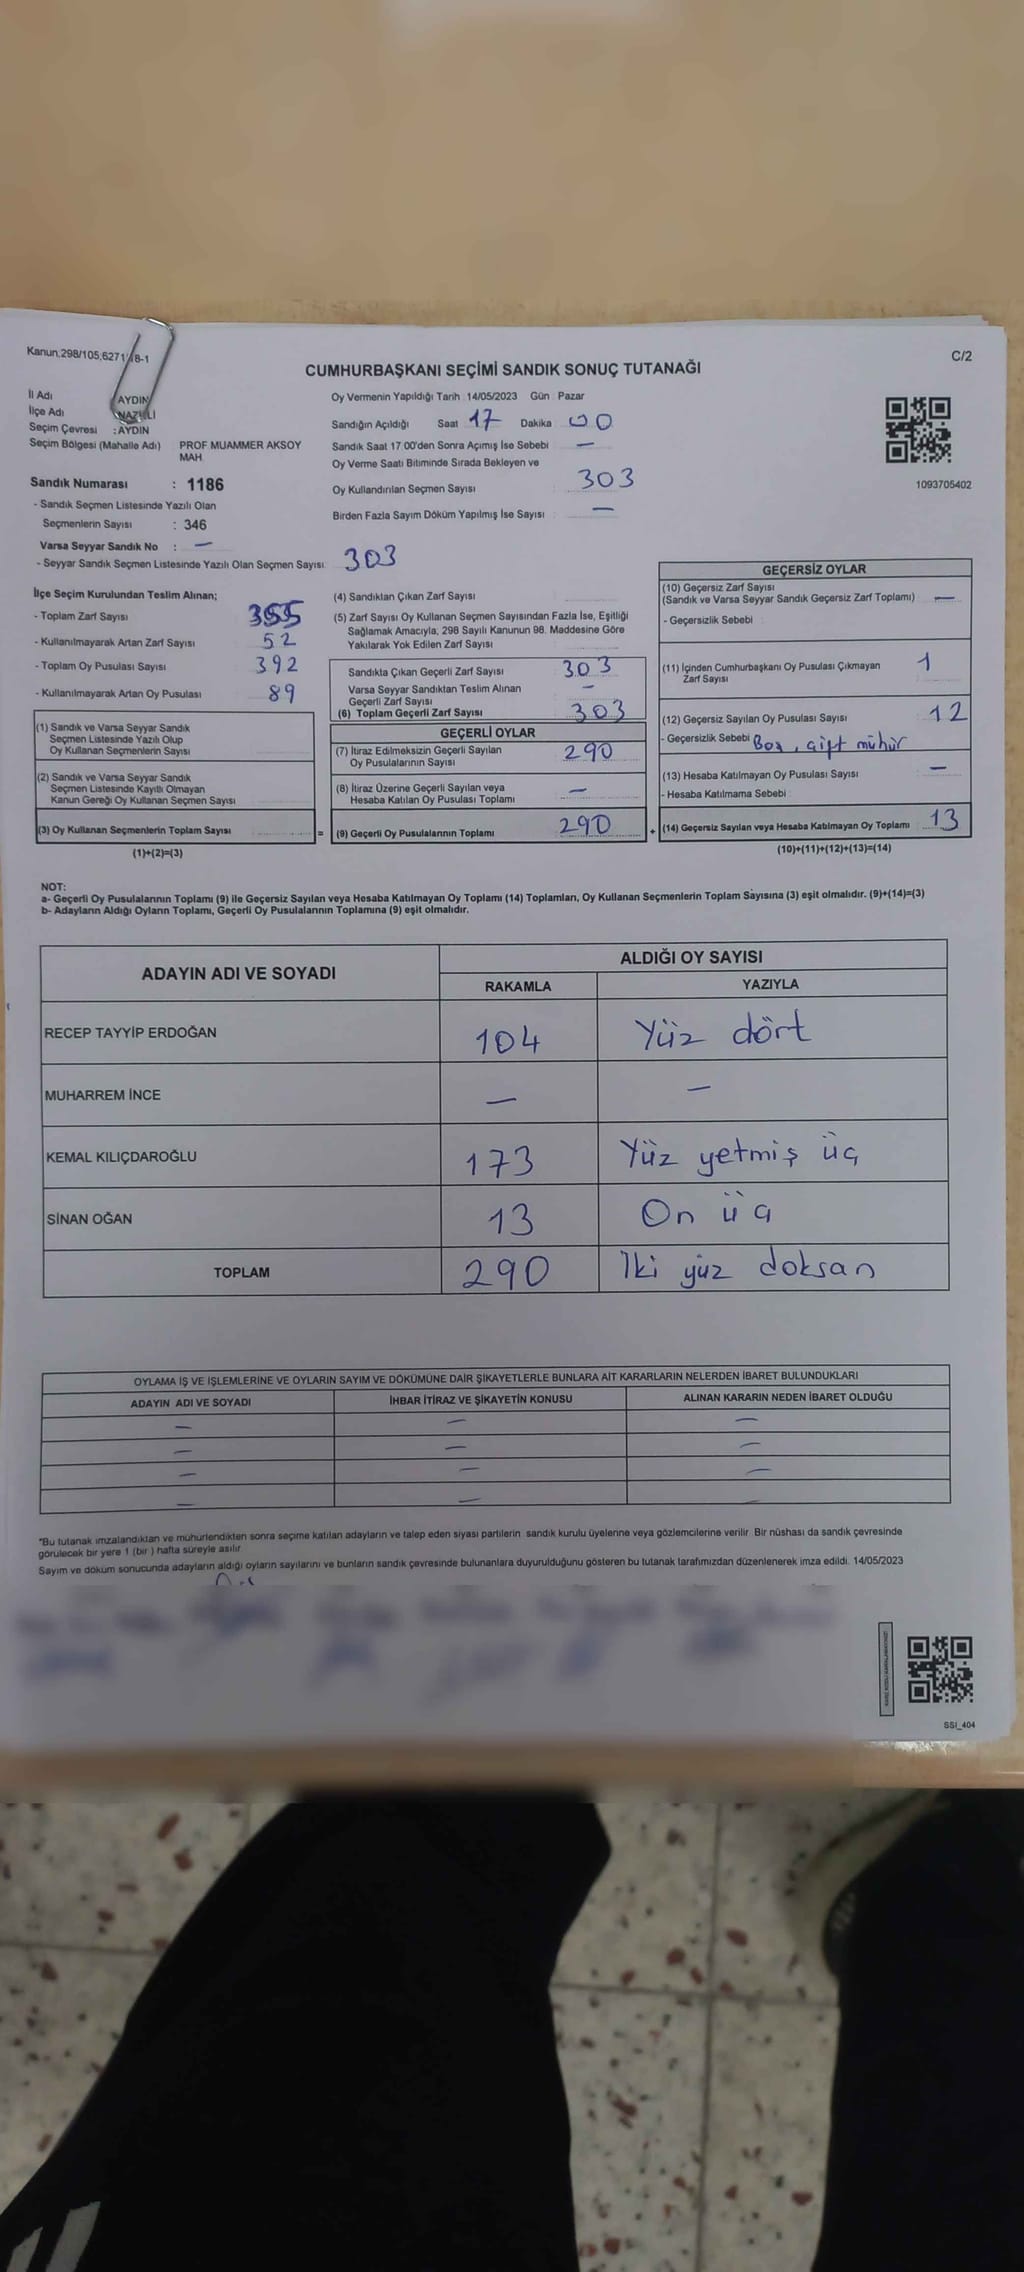 Kanun.298/105,6271/18-1
C/2
CUMHURBAŞKANI SEÇİMİ SANDIK SONUÇ TUTANAĞI
İl Adı AYDIN
İlçe Adı NAZİLLİ
Seçim Çevresi : AYDIN
Seçim Bölgesi (Mahalle Adı) PROF MUAMMER AKSOY
MAH.
Sandık Numarası : 1186
- Sandık Seçmen Listesinde Yazılı Olan
Seçmenlerin Sayısı : 346
Varsa Seyyar Sandık No : —
- Seyyar Sandık Seçmen Listesinde Yazılı Olan Seçmen Sayısı 303
Oy Vermenin Yapıldığı Tarih 14/05/2023 Gün Pazar
Sandığın Açıldığı Saat 17 Dakika 00
Sandık Saat 17.00'den Sonra Açımış İse Sebebi —
Oy Verme Saati Bitiminde Sırada Bekleyen ve
Oy Kullandırılan Seçmen Sayısı : 303
Birden Fazla Sayım Döküm Yapılmış İse Sayısı : —
1093705402
İlçe Seçim Kurulundan Teslim Alınan;
- Toplam Zarf Sayısı 355
- Kullanılmayarak Artan Zarf Sayısı 52
- Toplam Oy Pusulası Sayısı 392
- Kullanılmayarak Artan Oy Pusulası 89
(1) Sandık ve Varsa Seyyar Sandık
Seçmen Listesinde Yazılı Olup
Oy Kullanan Seçmenlerin Sayısı
(2) Sandık ve Varsa Seyyar Sandık
Seçmen Listesinde Kayıtlı Olmayan
Kanun Gereği Oy Kullanan Seçmen Sayısı
(3) Oy Kullanan Seçmenlerin Toplam Sayısı =
(1)+(2)=(3)
(4) Sandıktan Çıkan Zarf Sayısı
(5) Zarf Sayısı Oy Kullanan Seçmen Sayısından Fazla İse, Eşitliği
Sağlamak Amacıyla, 298 Sayılı Kanunun 98. Maddesine Göre
Yakılarak Yok Edilen Zarf Sayısı
Sandıkta Çıkan Geçerli Zarf Sayısı 303
Varsa Seyyar Sandıktan Teslim Alınan
Geçerli Zarf Sayısı —
(6) Toplam Geçerli Zarf Sayısı 303
GEÇERLİ OYLAR
(7) İtiraz Edilmeksizin Geçerli Sayılan
Oy Pusulalarının Sayısı 290
(8) İtiraz Üzerine Geçerli Sayılan veya
Hesaba Katılan Oy Pusulası Toplamı —
(9) Geçerli Oy Pusulalarının Toplamı 290 +
GEÇERSİZ OYLAR
(10) Geçersiz Zarf Sayısı
(Sandık ve Varsa Seyyar Sandık Geçersiz Zarf Toplamı) —
- Geçersizlik Sebebi :
(11) İçinden Cumhurbaşkanı Oy Pusulası Çıkmayan
Zarf Sayısı 1
(12) Geçersiz Sayılan Oy Pusulası Sayısı 12
- Geçersizlik Sebebi Boş, çift mühür
(13) Hesaba Katılmayan Oy Pusulası Sayısı —
- Hesaba Katılmama Sebebi :
(14) Geçersiz Sayılan veya Hesaba Katılmayan Oy Toplamı 13
(10)+(11)+(12)+(13)=(14)
NOT:
a- Geçerli Oy Pusulalarının Toplamı (9) ile Geçersiz Sayılan veya Hesaba Katılmayan Oy Toplamı (14) Toplamları, Oy Kullanan Seçmenlerin Toplam Sayısına (3) eşit olmalıdır. (9)+(14)=(3)
b- Adayların Aldığı Oyların Toplamı, Geçerli Oy Pusulalarının Toplamına (9) eşit olmalıdır.
ADAYIN ADI VE SOYADI
ALDIĞI OY SAYISI
RAKAMLA YAZIYLA
RECEP TAYYİP ERDOĞAN 104 Yüz dört
MUHARREM İNCE — —
KEMAL KILIÇDAROĞLU 173 Yüz yetmiş üç
SİNAN OĞAN 13 On üç
TOPLAM 290 İki yüz doksan
OYLAMA İŞ VE İŞLEMLERİNE VE OYLARIN SAYIM VE DÖKÜMÜNE DAİR ŞİKAYETLERLE BUNLARA AİT KARARLARIN NELERDEN İBARET BULUNDUKLARI
ADAYIN ADI VE SOYADI İHBAR İTİRAZ VE ŞİKAYETİN KONUSU ALINAN KARARIN NEDEN İBARET OLDUĞU
— — —
— — —
— — —
— — —
*Bu tutanak imzalandıktan ve mühürlendikten sonra seçime katılan adayların ve talep eden siyasi partilerin sandık kurulu üyelerine veya gözlemcilerine verilir. Bir nüshası da sandık çevresinde
görülecek bir yere 1 (bir ) hafta süreyle asılır.
Sayım ve döküm sonucunda adayların aldığı oyların sayılarını ve bunların sandık çevresinde bulunanlara duyurulduğunu gösteren bu tutanak tarafımızdan düzenlenerek imza edildi. 14/05/2023
SSI_404